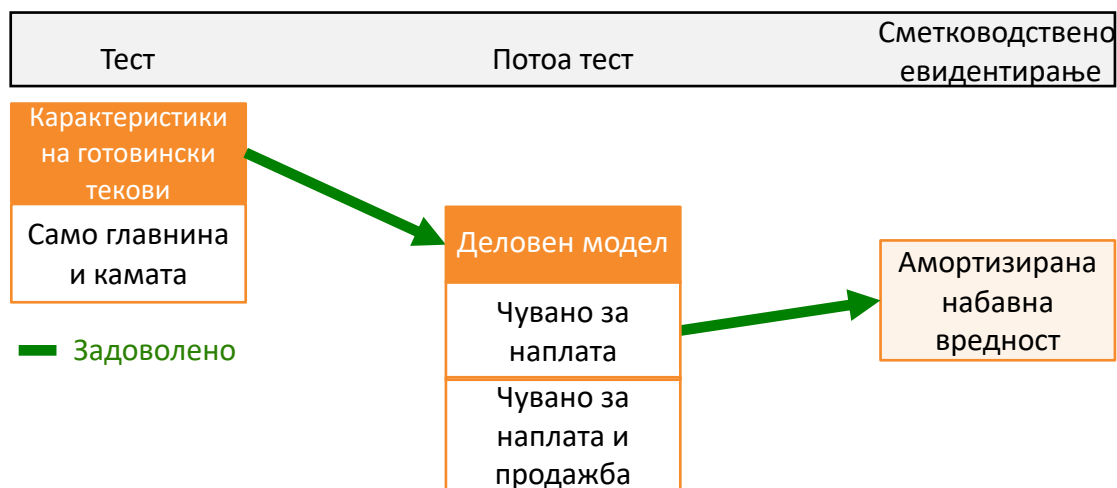 Тест
Потоа тест
Сметководствено
евидентирање
Карактеристики
на готовински
текови
Само главнина
и камата
Задоволено
Деловен модел
Чувано за
наплата
Чувано за
наплата и
продажба
Амортизирана
набавна
вредност